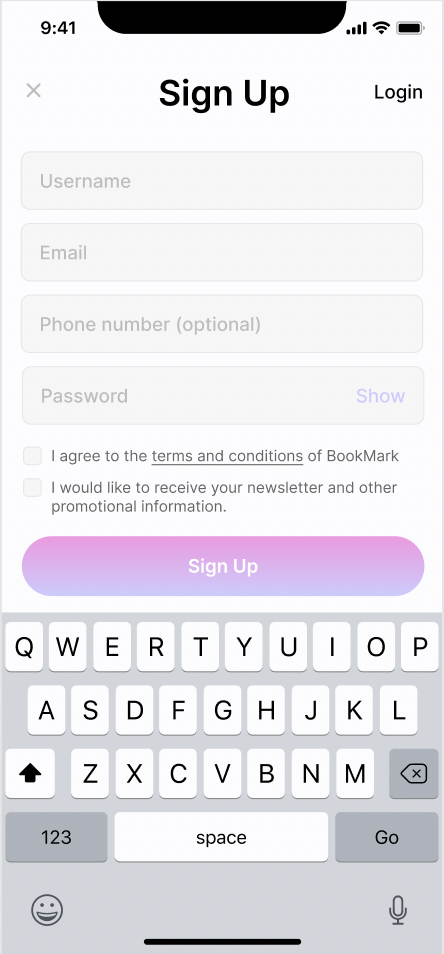 9:41
Sign Up
Login
Username
Email
Phone number (optional)
Password
Show
I agree to the terms and conditions of BookMark
I would like to receive your newsletter and other
promotional information.
Sign Up
Q W E R T Y U I O P
A S D F G H J K L
Z X C V B N M
123 space Go